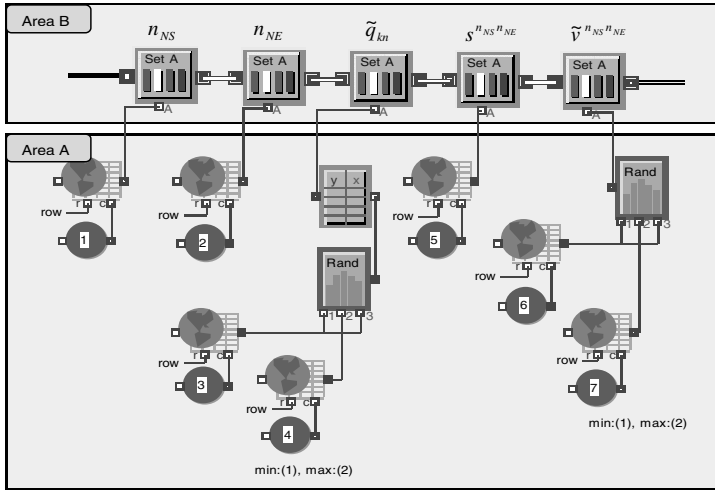 Area B
n_NS n_NE q̃_kn s^{n_NS n_NE} ṽ^{n_NS n_NE}
Set A Set A Set A Set A Set A
A A A A A
Area A
y x
Rand
r c r c r c
row row row
1 2 5
Rand
1 2 3
r c
row
6
1 2 3
r c
row
3
r c
row
7
r c
row
4
min:(1), max:(2)
min:(1), max:(2)